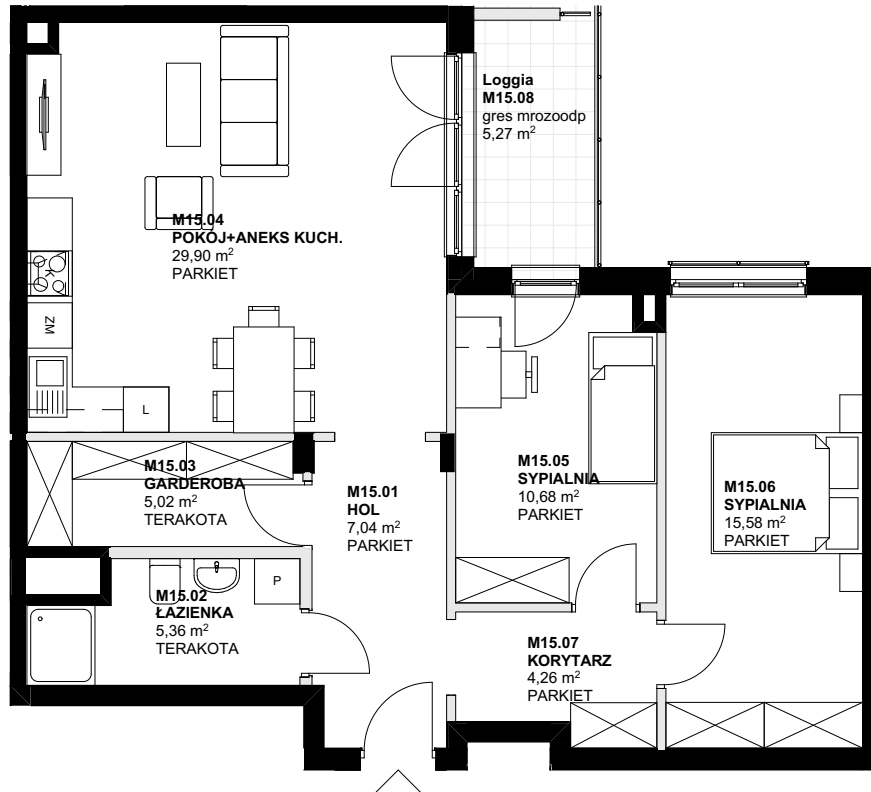 Loggia
M15.08
gres mrozoodp
5,27 m²
M15.04
POKÓJ+ANEKS KUCH.
29,90 m²
PARKIET
K
ZM
L
M15.03
GARDEROBA
5,02 m²
TERAKOTA
M15.01
HOL
7,04 m²
PARKIET
M15.05
SYPIALNIA
10,68 m²
PARKIET
M15.06
SYPIALNIA
15,58 m²
PARKIET
P
M15.02
ŁAZIENKA
5,36 m²
TERAKOTA
M15.07
KORYTARZ
4,26 m²
PARKIET